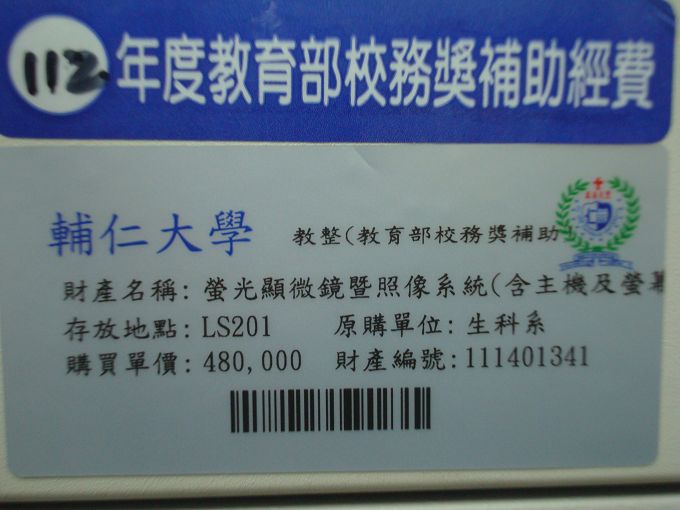 112 年度教育部校務獎補助經費
輔仁大學 教整(教育部校務獎補助
財產名稱: 螢光顯微鏡暨照像系統(含主機及螢幕
存放地點: LS201 原購單位: 生科系
購買單價: 480,000 財產編號: 111401341